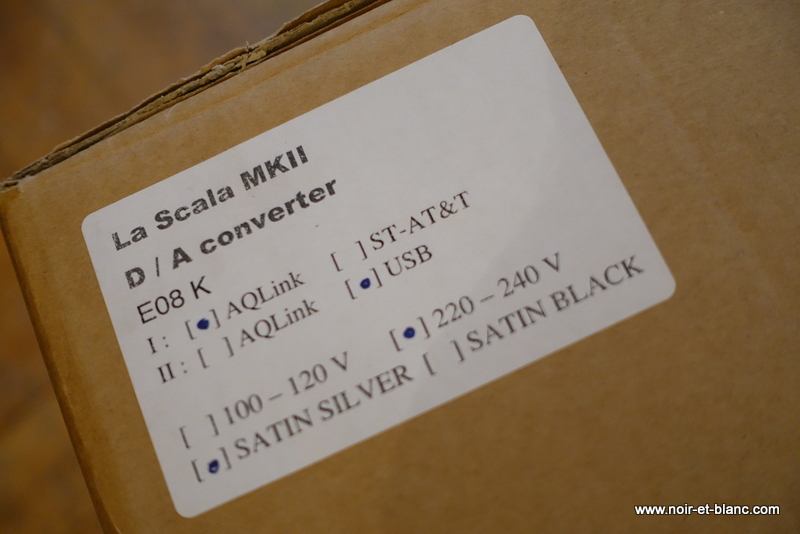 La Scala MKII
D / A converter
E08 K
I : [●] AQLink [ ] ST-AT&T
II : [ ] AQLink [●] USB
[ ] 100 – 120 V [●] 220 – 240 V
[●] SATIN SILVER [ ] SATIN BLACK
www.noir-et-blanc.com